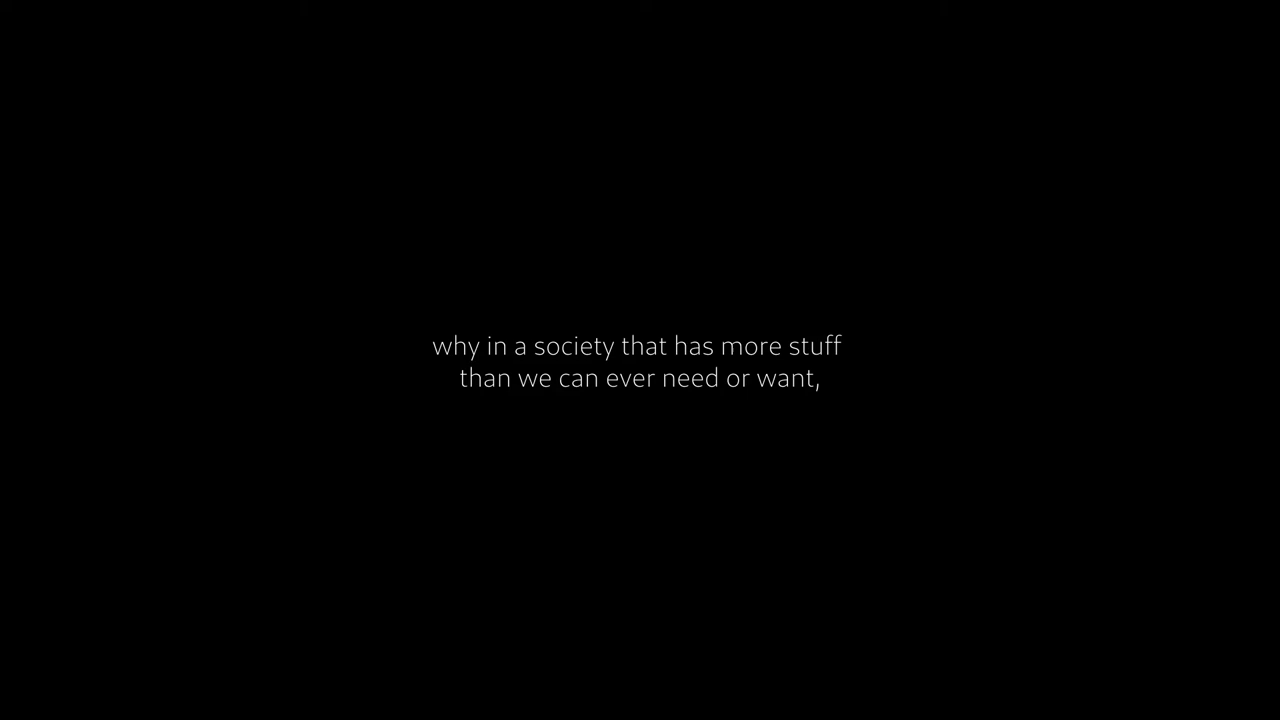 why in a society that has more stuff
than we can ever need or want,